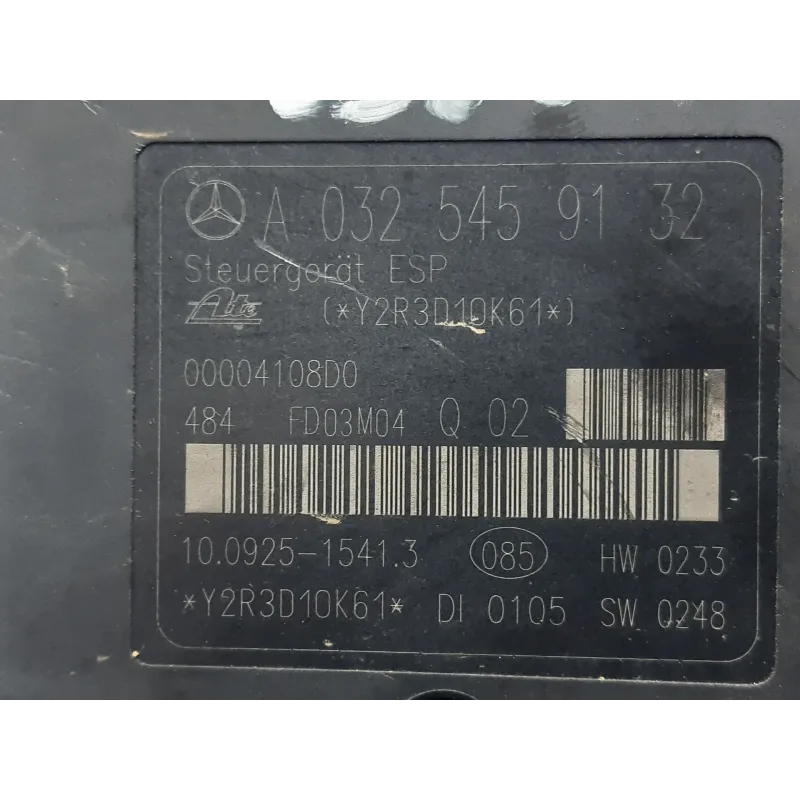 A 032 545 91 32
Steuergerät ESP
Ate (*Y2R3D10K61*)
00004108D0
484 FD03M04 Q 02
10.0925-1541.3 085 HW 0233
*Y2R3D10K61* DI 0105 SW 0248